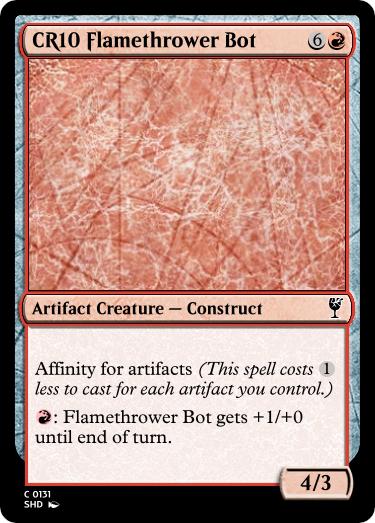 CR10 Flamethrower Bot 6
Artifact Creature — Construct
Affinity for artifacts (This spell costs 1
less to cast for each artifact you control.)
: Flamethrower Bot gets +1/+0
until end of turn.
4/3
C 0131
SHD